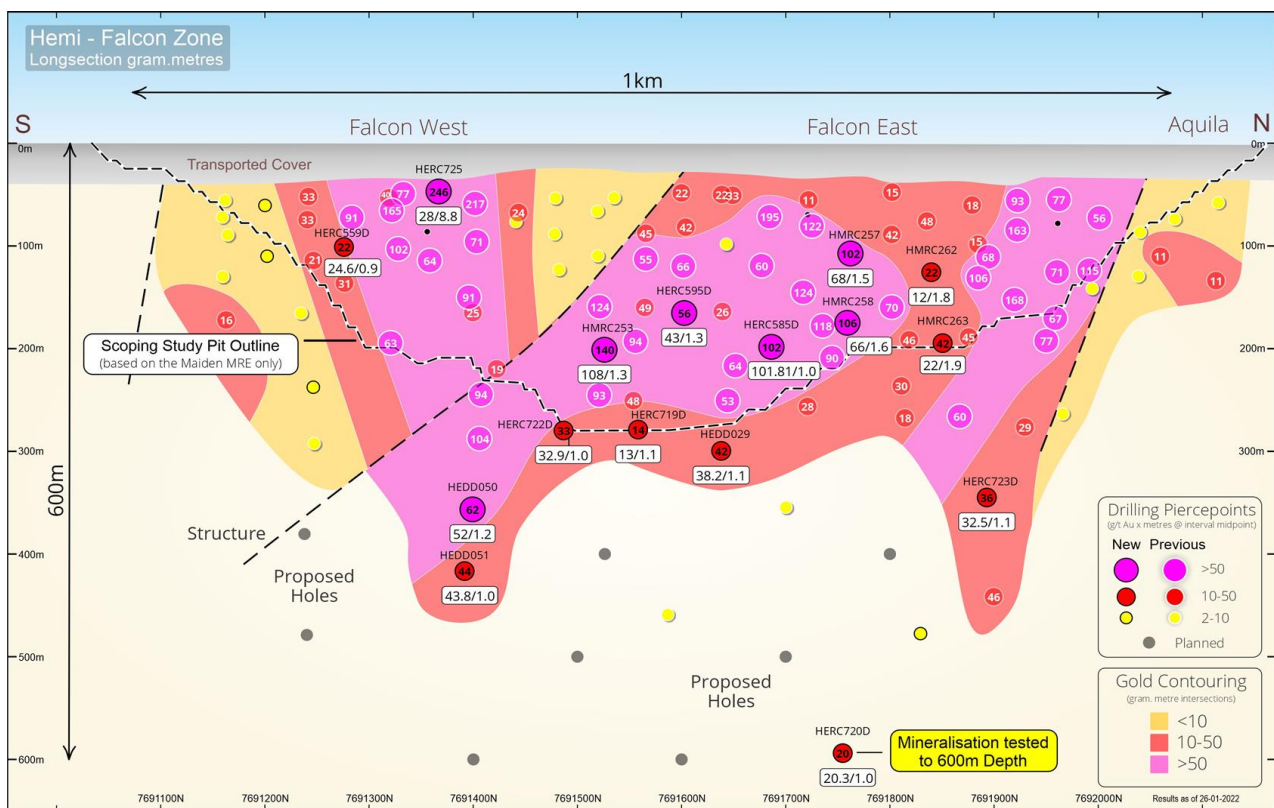 Hemi - Falcon Zone
Longsection gram.metres
1km
S
Falcon West
Falcon East
Aquila
N
0m
0m
Transported Cover
HERC725
246
28/8.8
33
40
77
165
217
33
91
HERC559D
22
24.6/0.9
102
64
71
24
21
31
91
25
16
63
19
94
104
22
22
33
11
15
18
93
77
56
45
42
195
122
42
48
163
HMRC257
102
68/1.5
HMRC262
22
12/1.8
95
68
106
71
115
11
11
55
66
60
124
70
168
67
77
HERC595D
56
43/1.3
124
49
26
HMRC258
106
66/1.6
118
HMRC263
42
22/1.9
46
45
HMRC253
140
108/1.3
94
HERC585D
102
101.81/1.0
90
64
93
48
53
28
30
18
60
29
100m
100m
200m
200m
300m
300m
400m
500m
600m
600m
Scoping Study Pit Outline
(based on the Maiden MRE only)
HERC722D
33
32.9/1.0
HERC719D
14
13/1.1
HEDD029
42
38.2/1.1
HEDD050
62
52/1.2
HEDD051
44
43.8/1.0
HERC723D
36
32.5/1.1
46
Structure
Proposed
Holes
Proposed
Holes
HERC720D
20
20.3/1.0
Mineralisation tested
to 600m Depth
Drilling Piercepoints
(g/t Au x metres @ interval midpoint)
New Previous
>50
10-50
2-10
Planned
Gold Contouring
(gram. metre intersections)
<10
10-50
>50
7691100N
7691200N
7691300N
7691400N
7691500N
7691600N
7691700N
7691800N
7691900N
7692000N
Results as of 26-01-2022